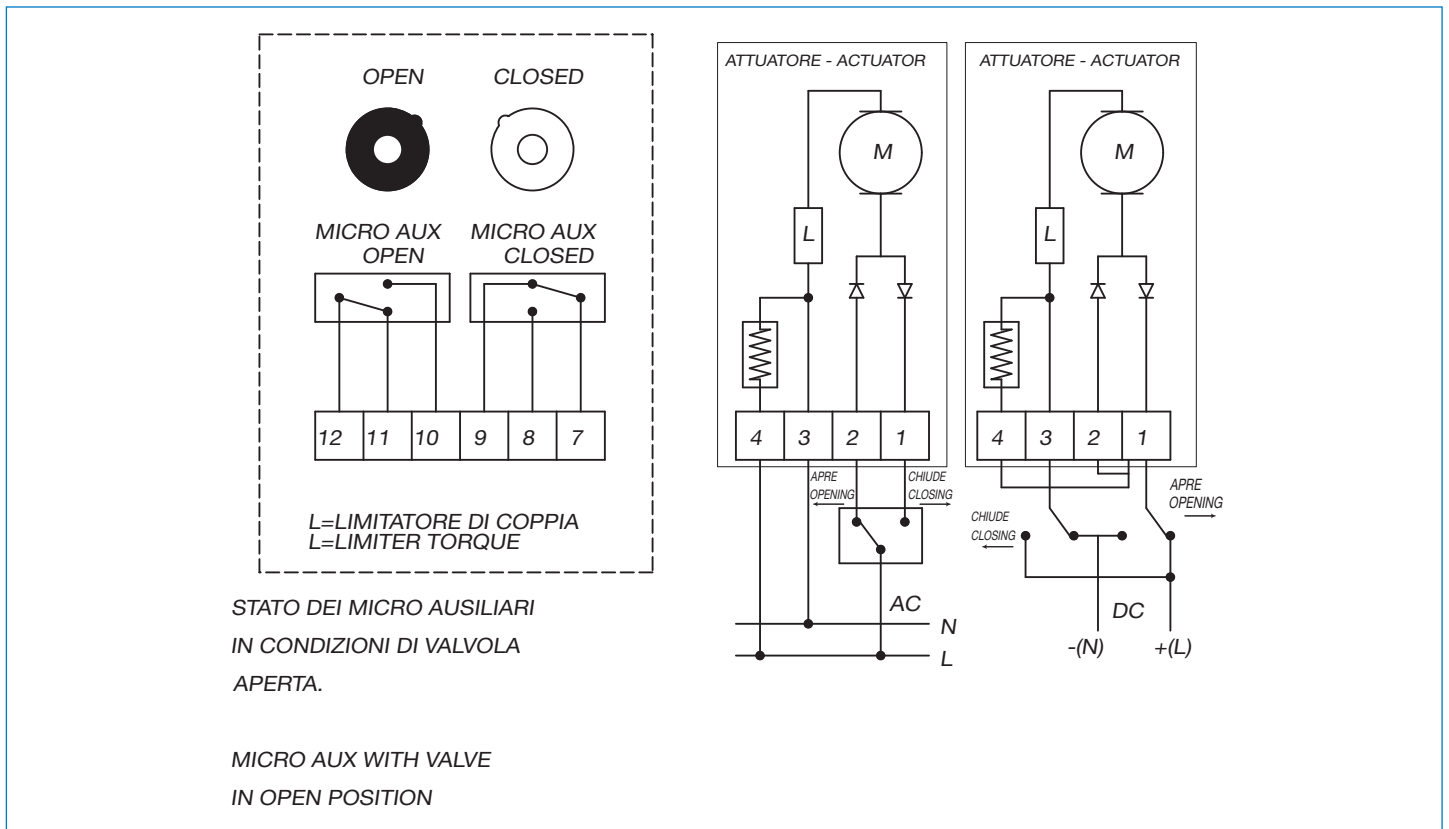 OPEN CLOSED
MICRO AUX OPEN
MICRO AUX CLOSED
12 11 10 9 8 7
L=LIMITATORE DI COPPIA
L=LIMITER TORQUE
STATO DEI MICRO AUSILIARI
IN CONDIZIONI DI VALVOLA
APERTA.
MICRO AUX WITH VALVE
IN OPEN POSITION
ATTUATORE - ACTUATOR
M
L
4 3 2 1
APRE
OPENING
CHIUDE
CLOSING
AC
N
L
ATTUATORE - ACTUATOR
M
L
4 3 2 1
CHIUDE
CLOSING
APRE
OPENING
DC
-(N) +(L)